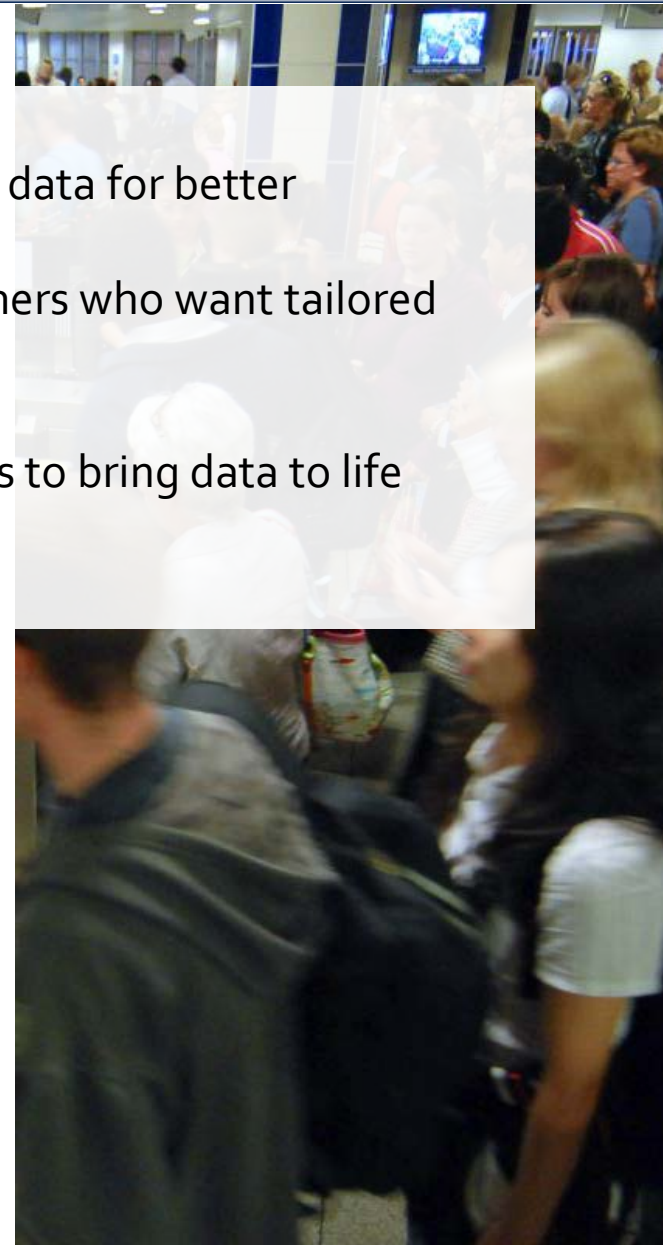 data for better
ners who want tailored
s to bring data to life